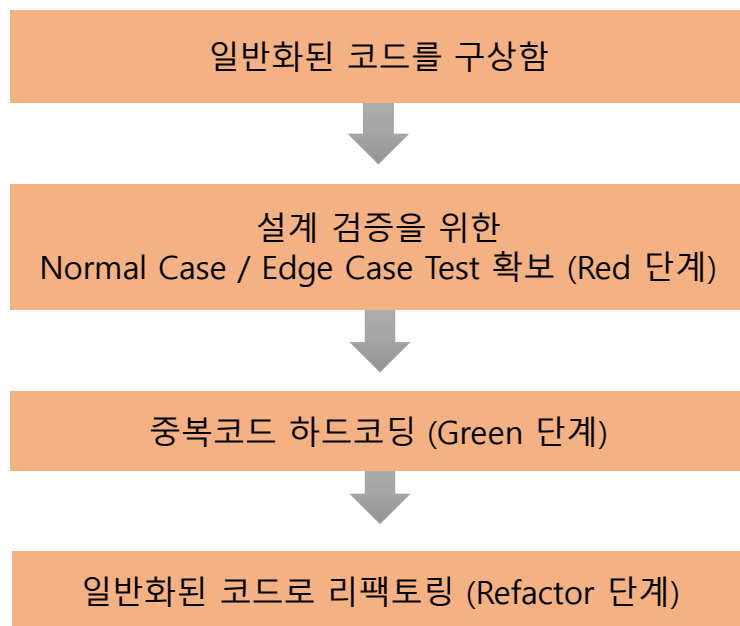 일반화된 코드를 구상함
설계 검증을 위한
Normal Case / Edge Case Test 확보 (Red 단계)
중복코드 하드코딩 (Green 단계)
일반화된 코드로 리팩토링 (Refactor 단계)